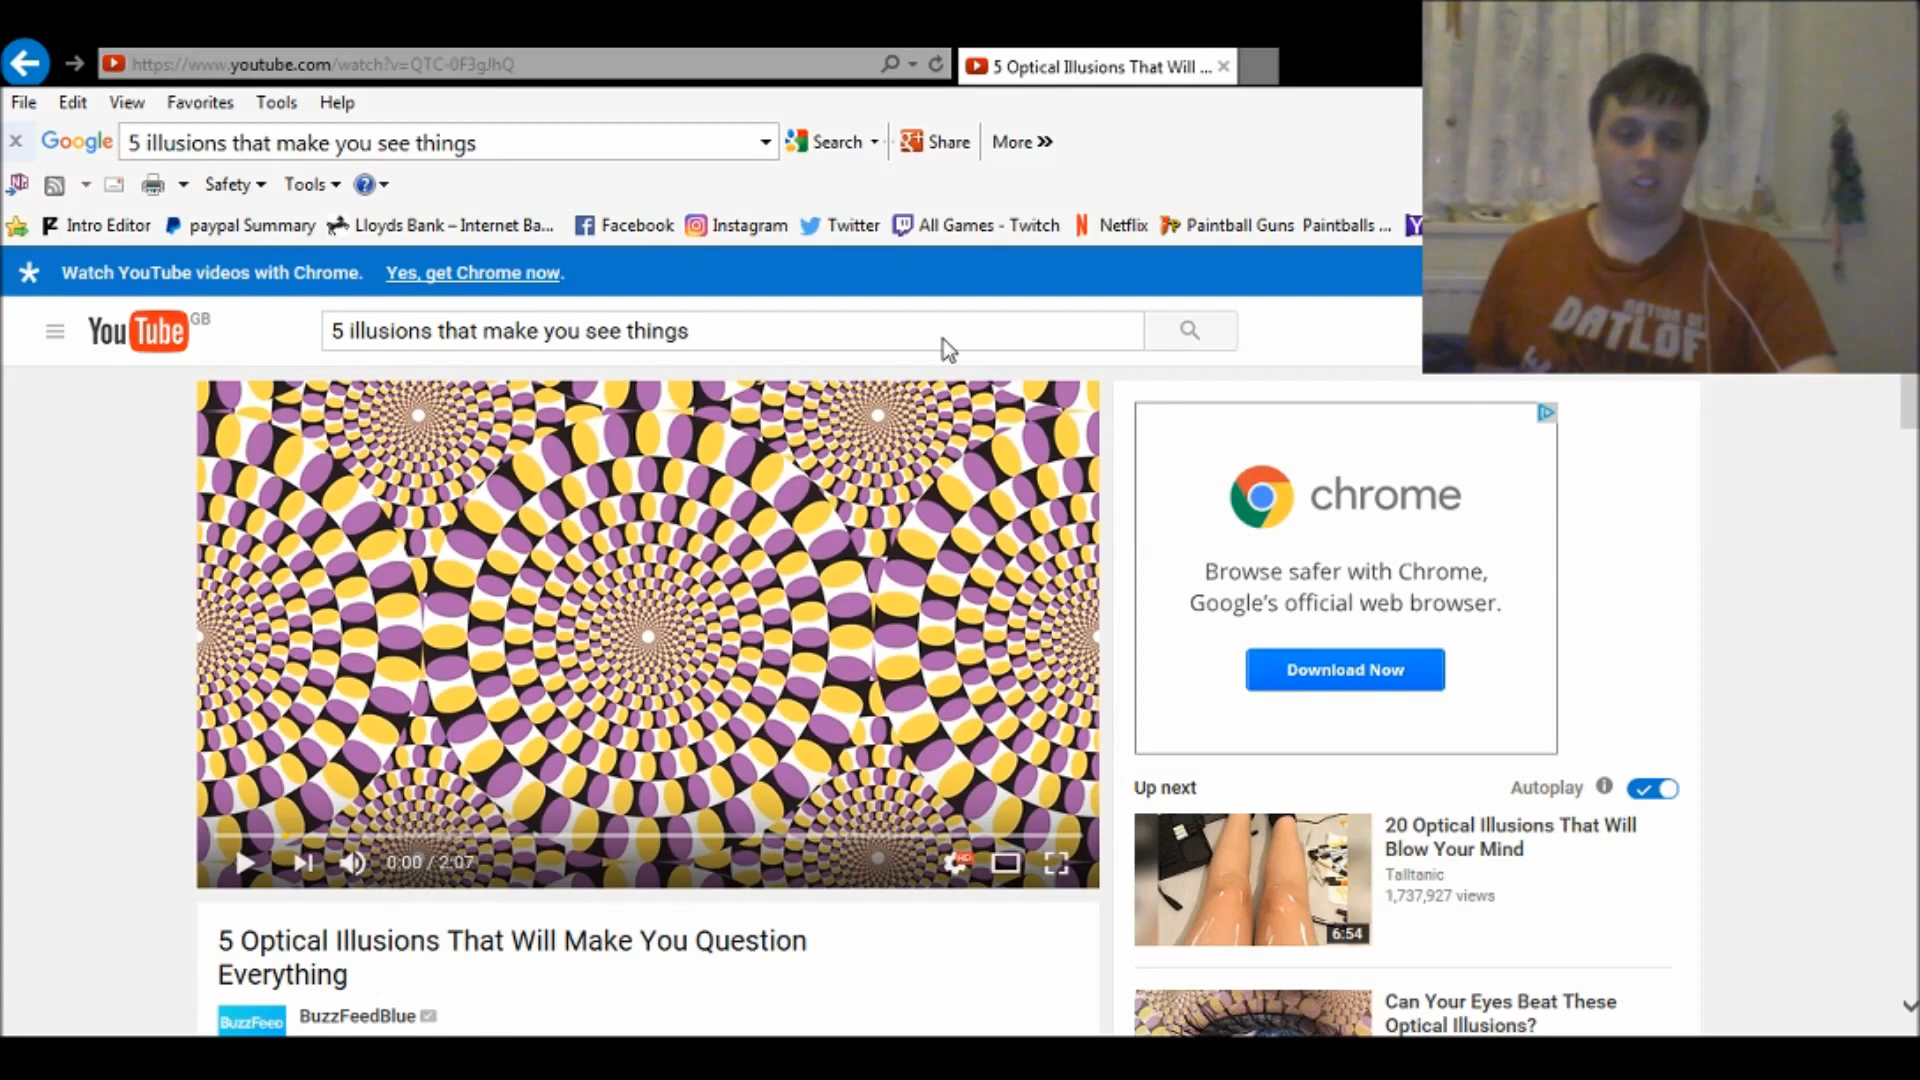 https://www.youtube.com/watch?v=QTC-0F3gJhQ
5 Optical Illusions That Will ...
File Edit View Favorites Tools Help
Google 5 illusions that make you see things Search Share More
Safety Tools
Intro Editor paypal Summary Lloyds Bank – Internet Ba... Facebook Instagram Twitter All Games - Twitch Netflix Paintball Guns Paintballs ...
Watch YouTube videos with Chrome. Yes, get Chrome now.
YouTube GB 5 illusions that make you see things
DATLOF
chrome
Browse safer with Chrome,
Google's official web browser.
Download Now
0:00 / 2:07 HD
Up next Autoplay
20 Optical Illusions That Will
Blow Your Mind
Talltanic
1,737,927 views
6:54
5 Optical Illusions That Will Make You Question
Everything
BuzzFeed BuzzFeedBlue
Can Your Eyes Beat These
Optical Illusions?